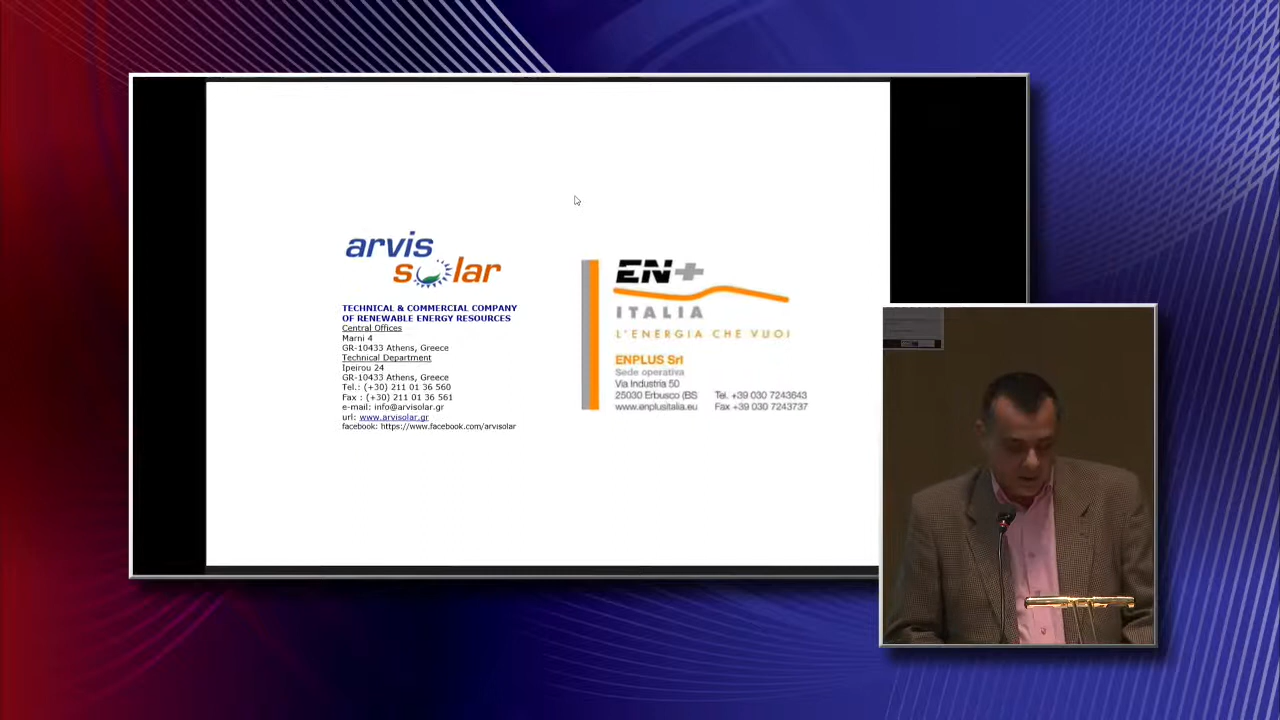 arvis
solar
TECHNICAL & COMMERCIAL COMPANY
OF RENEWABLE ENERGY RESOURCES
Central Offices
Marni 4
GR-10433 Athens, Greece
Technical Department
Ipeirou 24
GR-10433 Athens, Greece
Tel.: (+30) 211 01 36 560
Fax : (+30) 211 01 36 561
e-mail: info@arvisolar.gr
url: www.arvisolar.gr
facebook: https://www.facebook.com/arvisolar
EN+
ITALIA
L'ENERGIA CHE VUOI
ENPLUS Srl
Sede operativa
Via Industria 50
25030 Erbusco (BS Tel. +39 030 7243643
www.enplusitalia.eu Fax +39 030 7243737